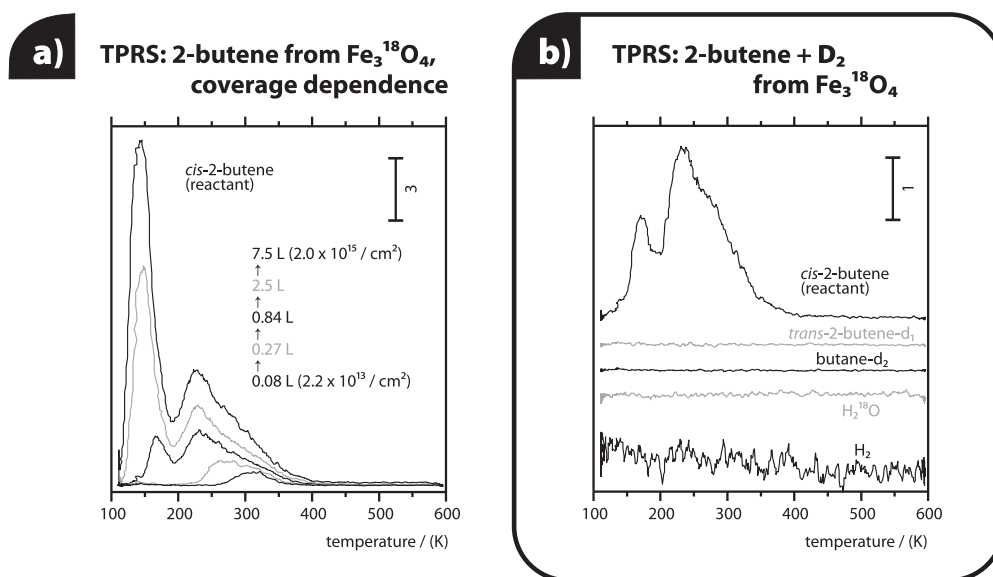 a)
TPRS: 2-butene from Fe₃¹⁸O₄,
coverage dependence
cis-2-butene
(reactant)
3
7.5 L (2.0 x 10¹⁵ / cm²)
↑
2.5 L
↑
0.84 L
↑
0.27 L
↑
0.08 L (2.2 x 10¹³ / cm²)
100 200 300 400 500 600
temperature / (K)
b)
TPRS: 2-butene + D₂
from Fe₃¹⁸O₄
1
cis-2-butene
(reactant)
trans-2-butene-d₁
butane-d₂
H₂¹⁸O
H₂
100 200 300 400 500 600
temperature / (K)